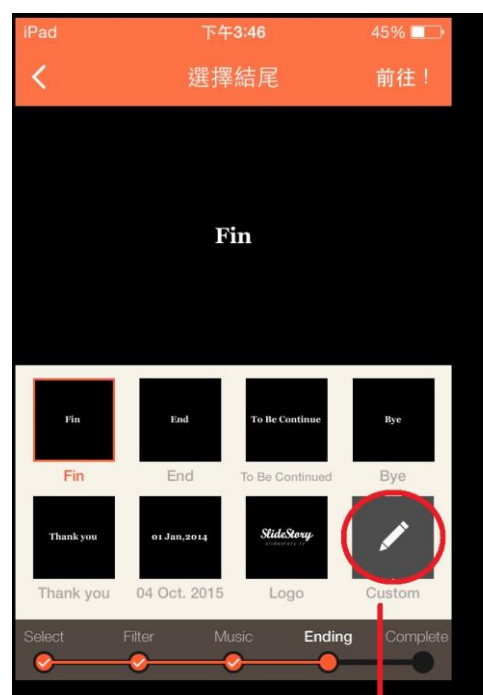 iPad 下午3:46 45%
選擇結尾 前往！
Fin
Fin End To Be Continue Bye
Fin End To Be Continued Bye
Thank you 01 Jan,2014 SlideStory
Thank you 04 Oct. 2015 Logo Custom
Select Filter Music Ending Complete